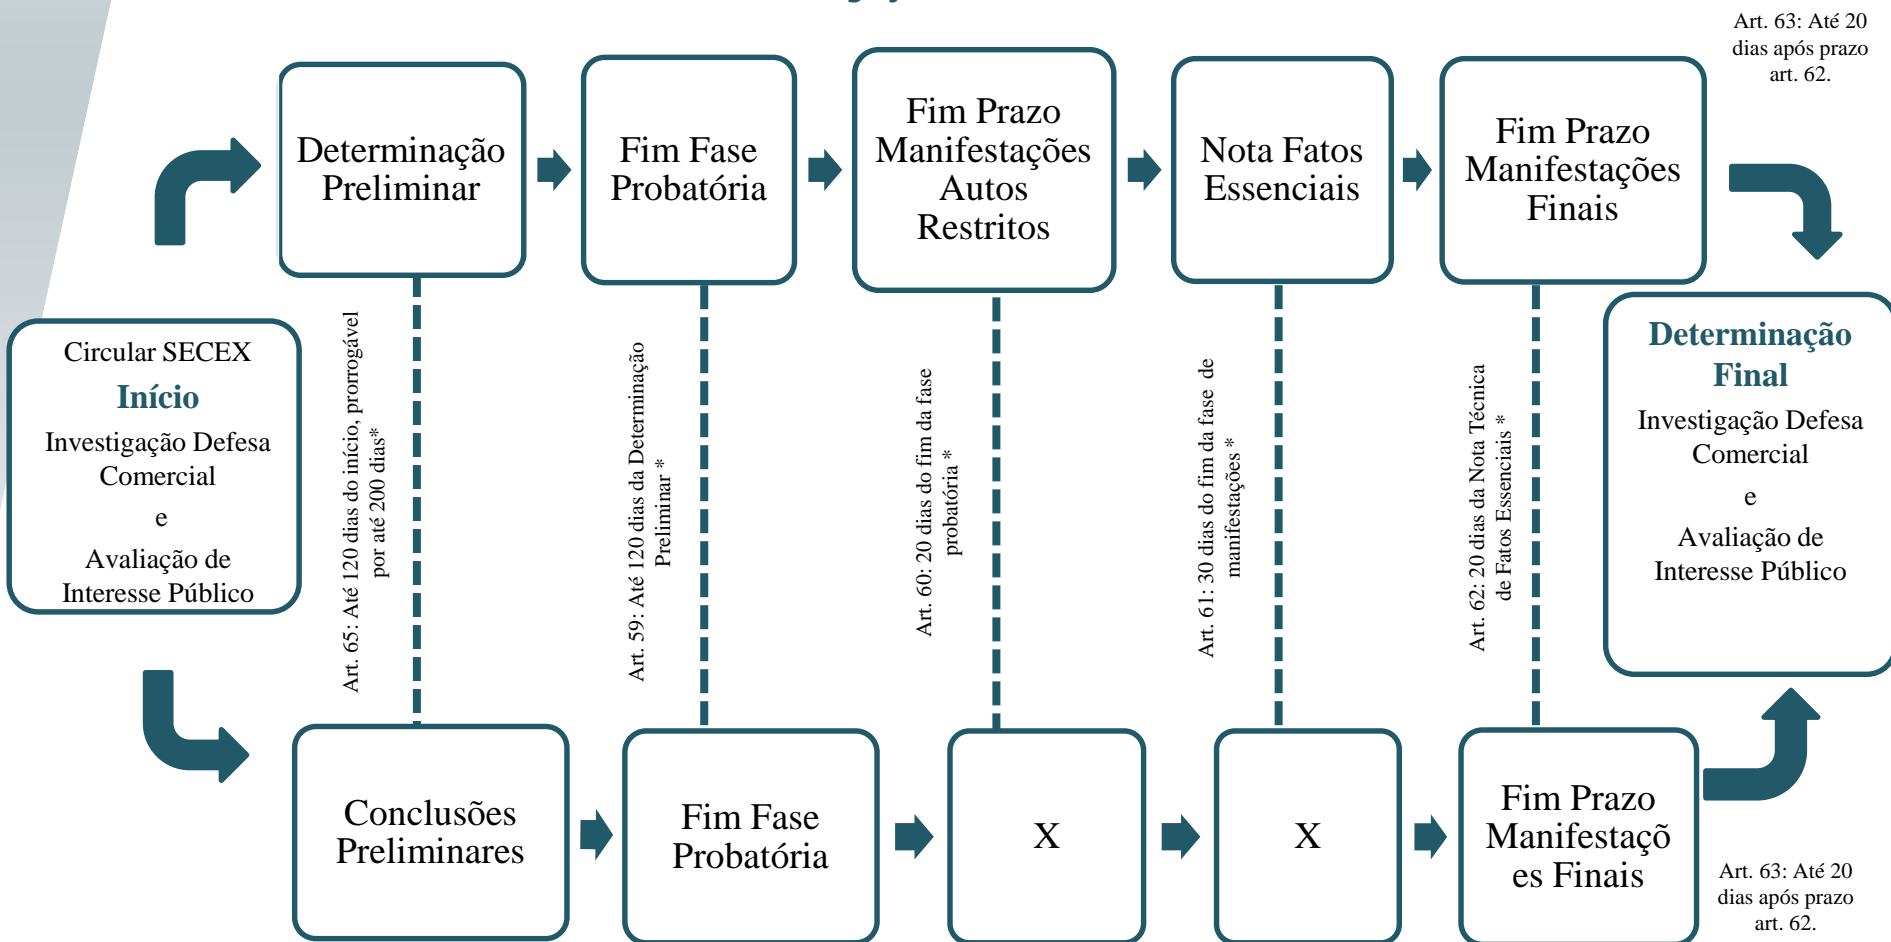 Art. 63: Até 20
dias após prazo
art. 62.
Determinação
Preliminar
Fim Fase
Probatória
Fim Prazo
Manifestações
Autos
Restritos
Nota Fatos
Essenciais
Fim Prazo
Manifestações
Finais
Circular SECEX
Início
Investigação Defesa
Comercial
e
Avaliação de
Interesse Público
Art. 65: Até 120 dias do início, prorrogável
por até 200 dias*
Art. 59: Até 120 dias da Determinação
Preliminar *
Art. 60: 20 dias do fim da fase
probatória *
Art. 61: 30 dias do fim da fase de
manifestações *
Art. 62: 20 dias da Nota Técnica
de Fatos Essenciais *
Determinação
Final
Investigação Defesa
Comercial
e
Avaliação de
Interesse Público
Conclusões
Preliminares
Fim Fase
Probatória
X
X
Fim Prazo
Manifestaçõ
es Finais
Art. 63: Até 20
dias após prazo
art. 62.